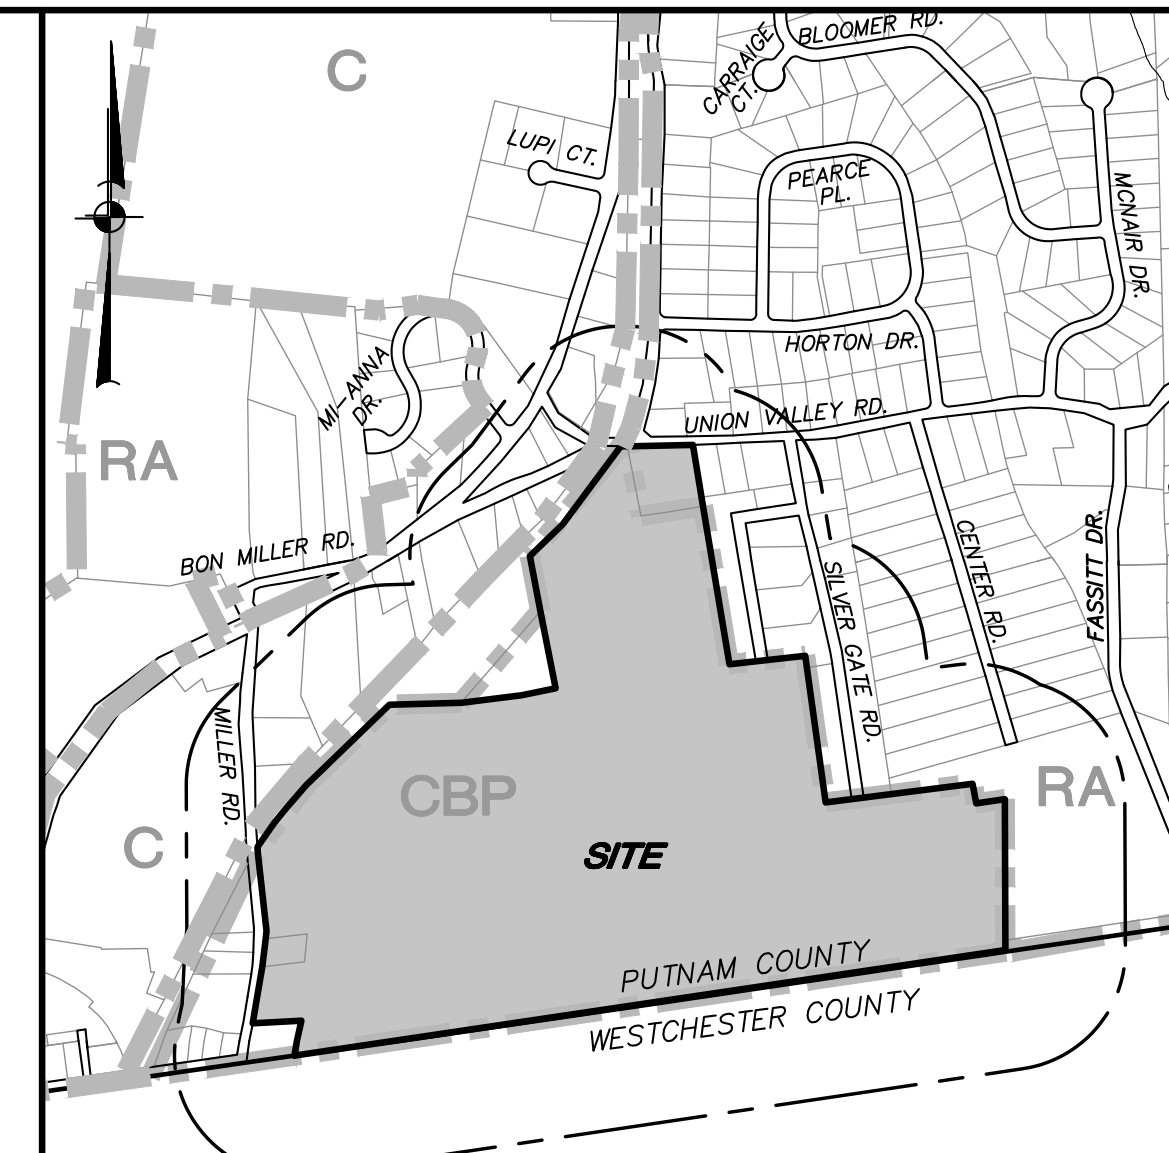 BLOOMER RD.
CARRAIGE
CT.
C
LUPI CT.
PEARCE
PL.
MCNAIR DR.
HORTON DR.
MI-ANNA
DR.
UNION VALLEY RD.
RA
BON MILLER RD.
CENTER RD.
FASSITT DR.
SILVER GATE RD.
MILLER RD.
CBP
RA
C
SITE
PUTNAM COUNTY
WESTCHESTER COUNTY